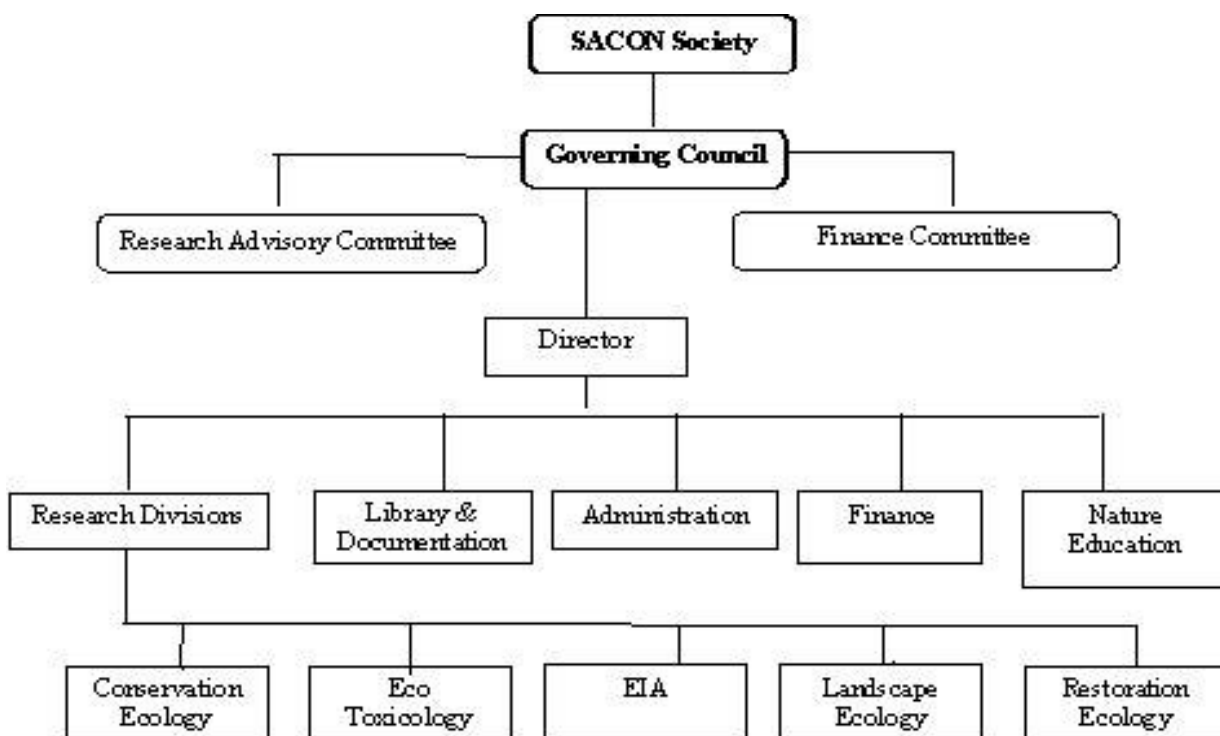 SACON Society
Governing Council
Research Advisory Committee
Finance Committee
Director
Research Divisions
Library &
Documentation
Administration
Finance
Nature
Education
Conservation
Ecology
Eco
Toxicology
EIA
Landscape
Ecology
Restoration
Ecology